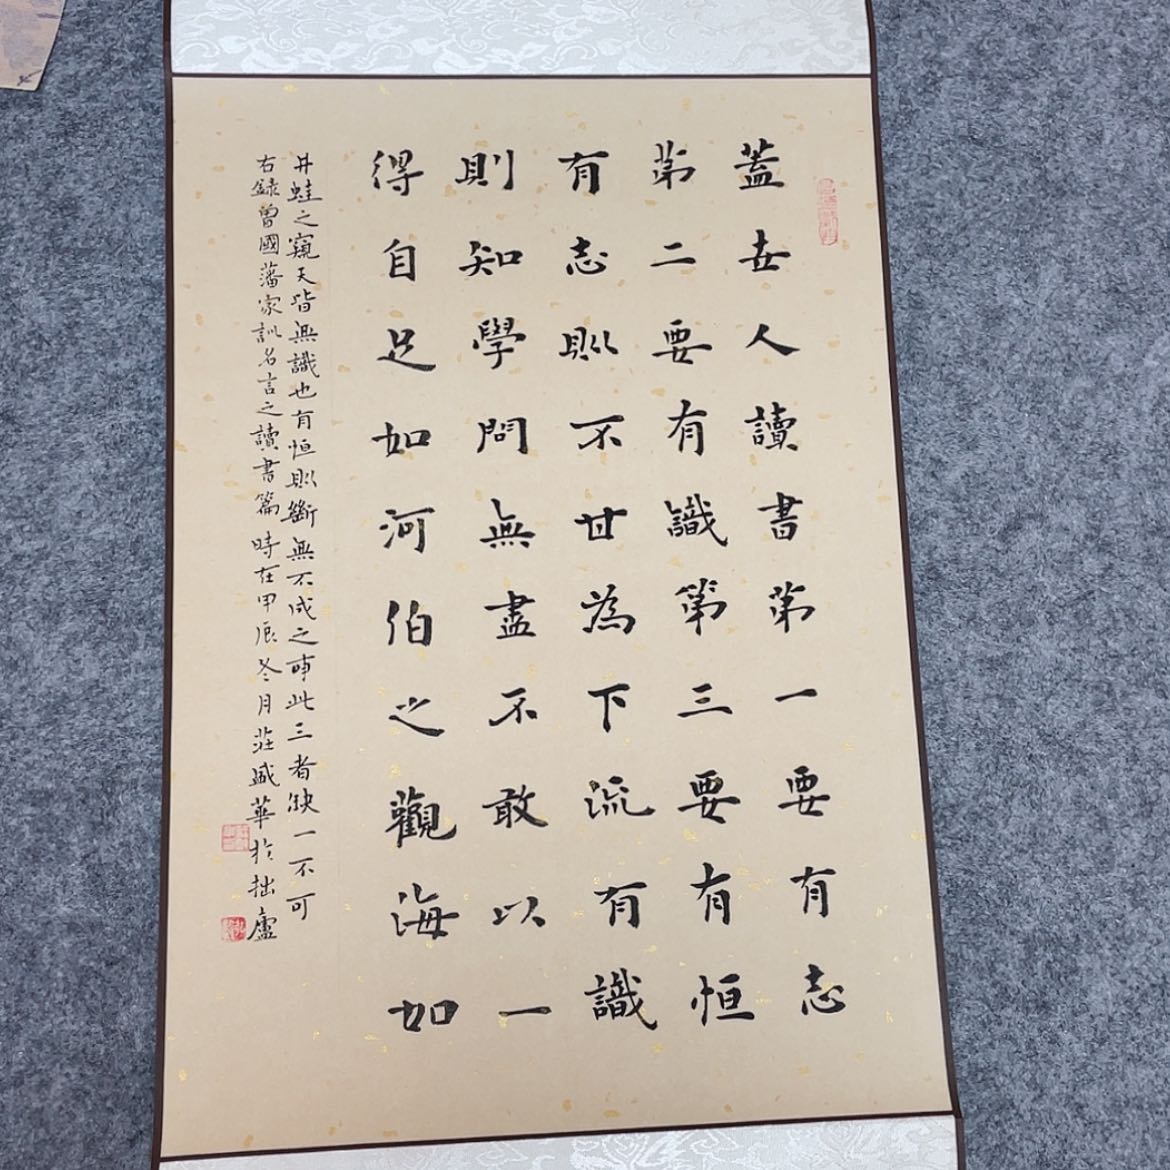 蓋世人讀書第一要有志
第二要有識第三要有恒
有志則不甘為下流有識
則知學問無盡不敢以一
得自足如河伯之觀海如
井蛙之窺天皆無識也有恒則斷無不成之事此三者缺一不可
右錄曾國藩家訓名言之讀書篇時在甲辰冬月莊盛華於拙廬